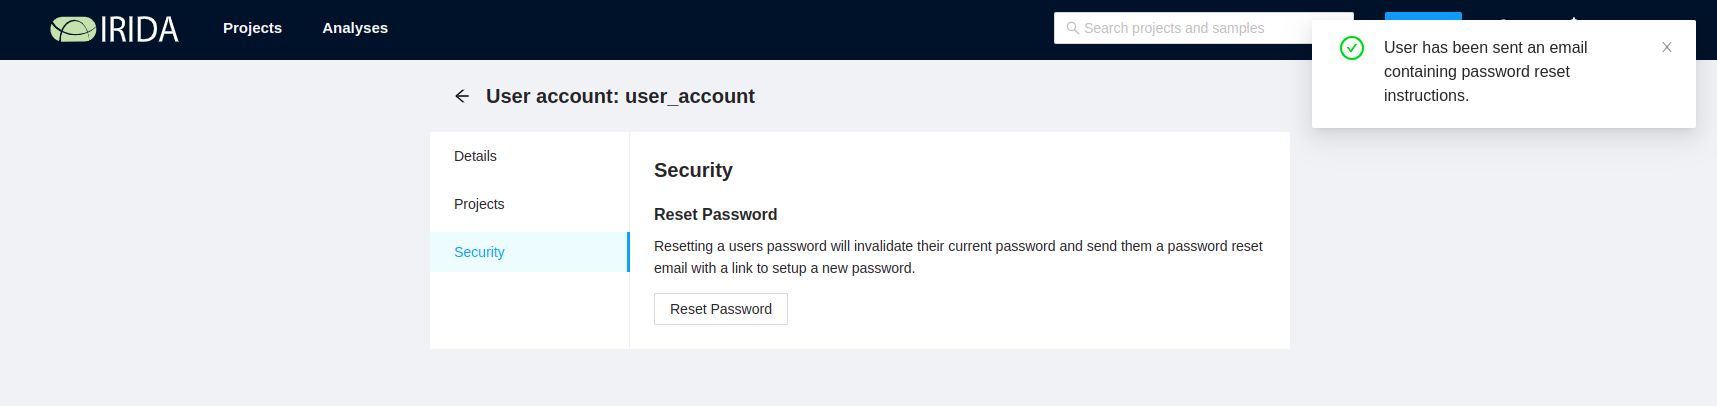 IRIDA
Projects
Analyses
Search projects and samples
User has been sent an email
containing password reset
instructions.
User account: user_account
Details
Projects
Security
Security
Reset Password
Resetting a users password will invalidate their current password and send them a password reset
email with a link to setup a new password.
Reset Password